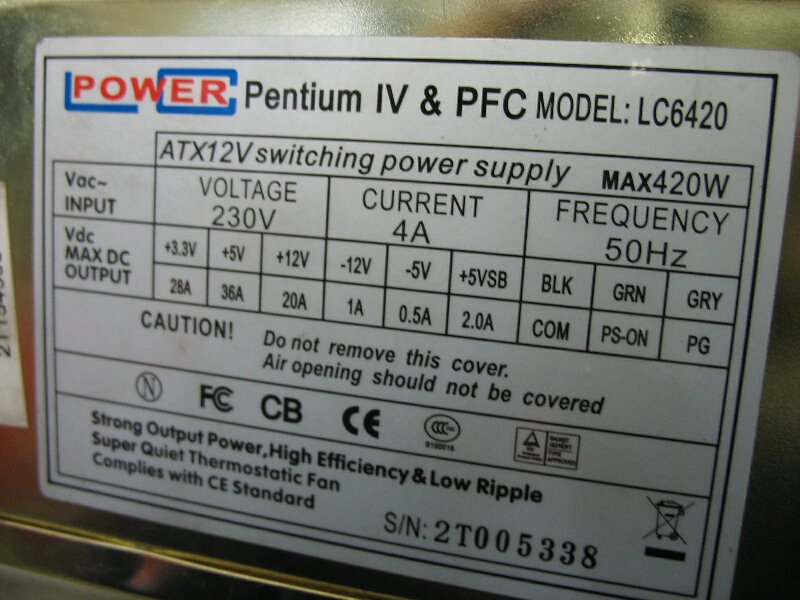 POWER Pentium IV & PFC MODEL: LC6420
ATX12V switching power supply MAX420W
Vac~ INPUT VOLTAGE 230V CURRENT 4A FREQUENCY 50Hz
Vdc MAX DC OUTPUT +3.3V +5V +12V -12V -5V +5VSB BLK GRN GRY
28A 36A 20A 1A 0.5A 2.0A COM PS-ON PG
CAUTION! Do not remove this cover.
Air opening should not be covered
N FC CB CE CCC
TYPE APPROVED
Strong Output Power,High Efficiency & Low Ripple
Super Quiet Thermostatic Fan
Complies with CE Standard
S/N: 2T005338